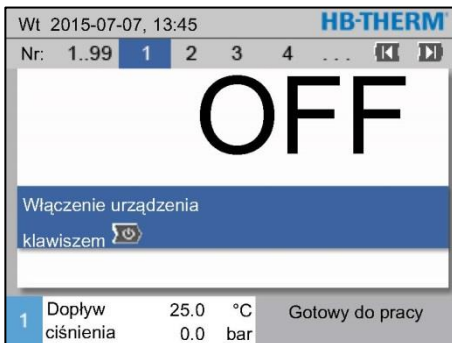 Wt 2015-07-07, 13:45 HB-THERM
Nr: 1..99 1 2 3 4 ...
OFF
Włączenie urządzenia
klawiszem
1 Dopływ 25.0 °C Gotowy do pracy
ciśnienia 0.0 bar